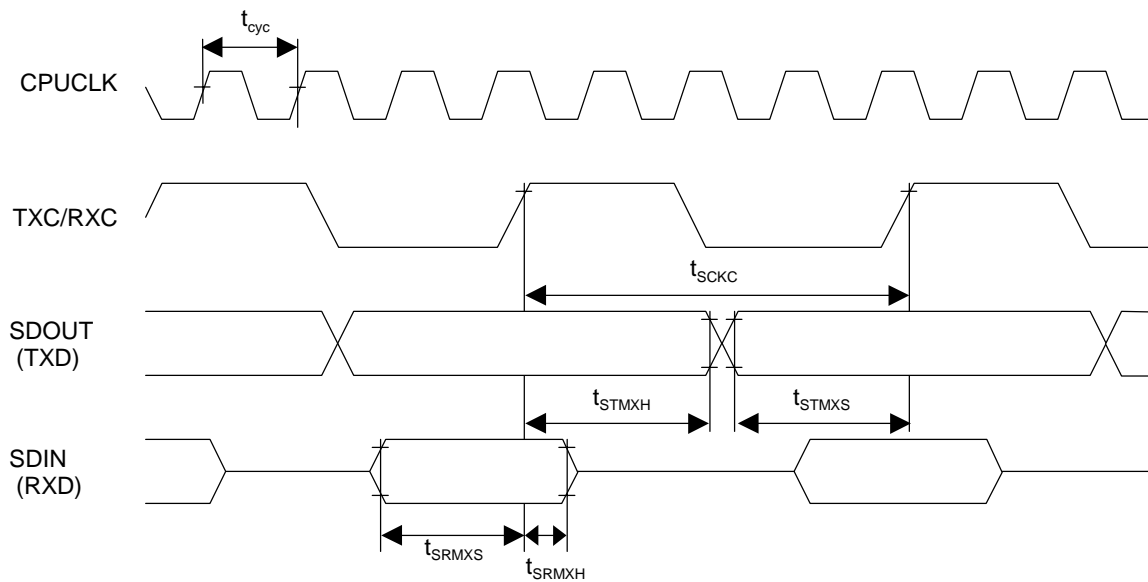 tcyc
CPUCLK
TXC/RXC
tSCKC
SDOUT
(TXD)
tSTMXH
tSTMXS
SDIN
(RXD)
tSRMXS
tSRMXH